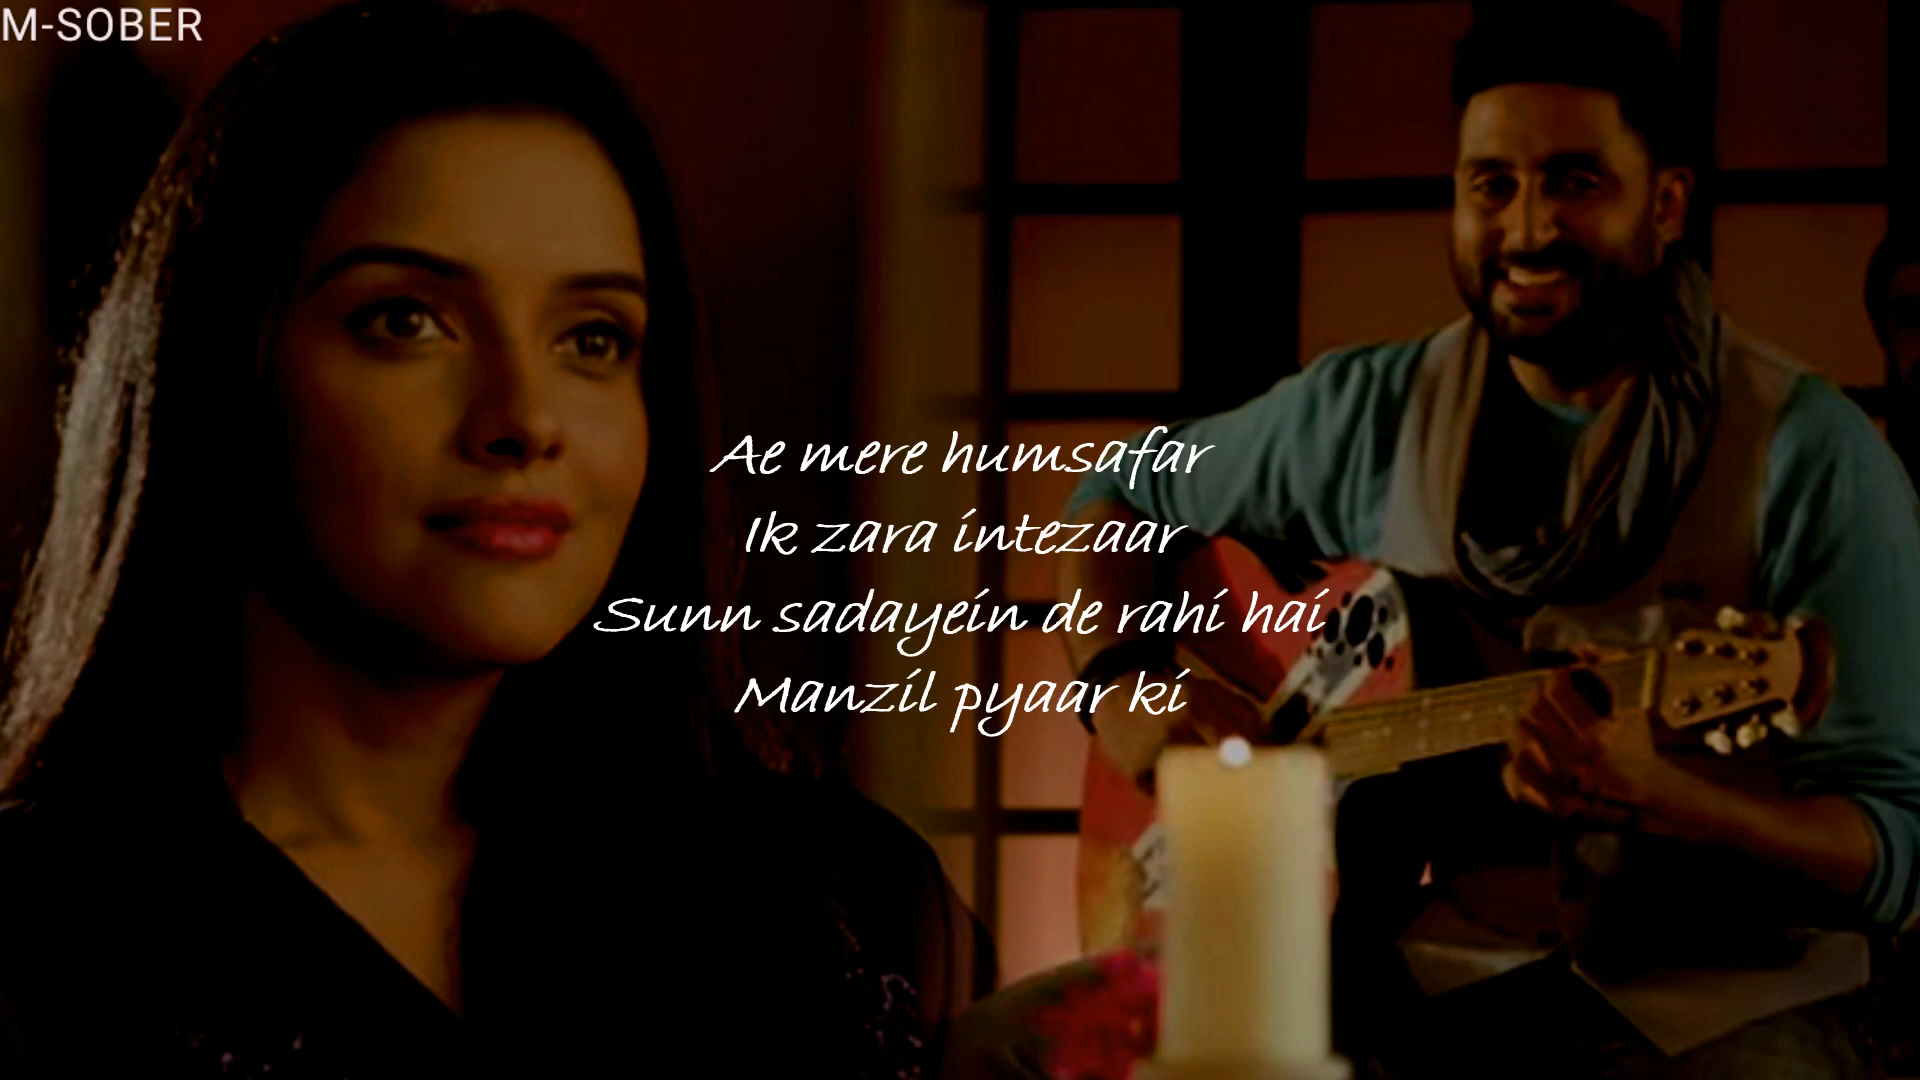 M-SOBER
Ae mere humsafar
Ik zara intezaar
Sunn sadayein de rahi hai
Manzil pyaar ki